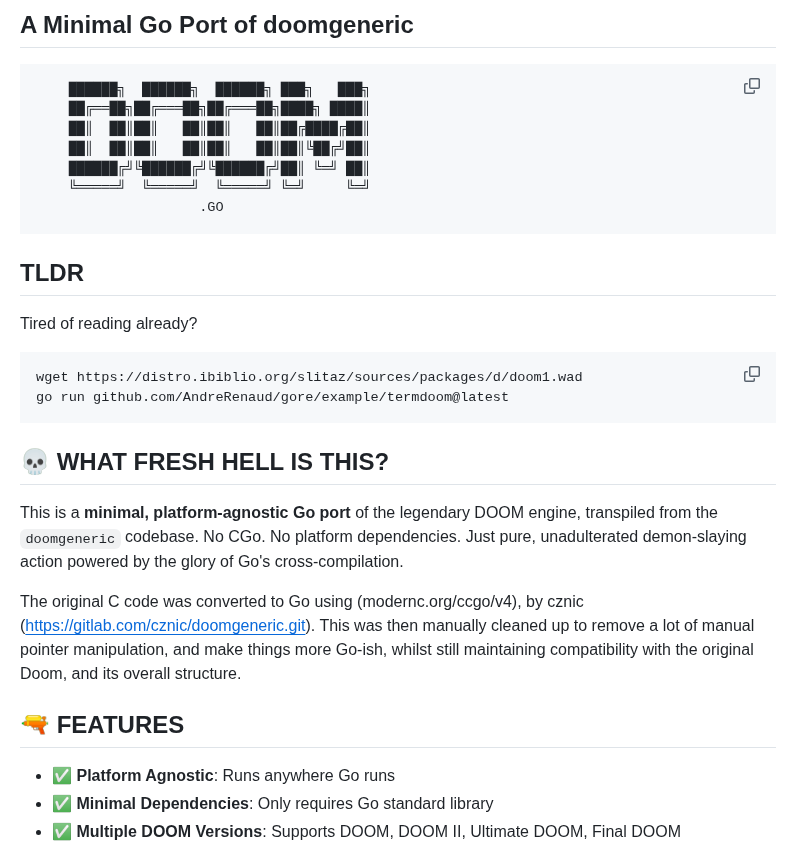 A Minimal Go Port of doomgeneric
██████╗  ██████╗  ██████╗ ███╗   ███╗
██╔══██╗██╔═══██╗██╔═══██╗████╗ ████║
██║  ██║██║   ██║██║   ██║██╔████╔██║
██║  ██║██║   ██║██║   ██║██║╚██╔╝██║
██████╔╝╚██████╔╝╚██████╔╝██║ ╚═╝ ██║
╚═════╝  ╚═════╝  ╚═════╝ ╚═╝     ╚═╝
.GO
TLDR
Tired of reading already?
wget https://distro.ibiblio.org/slitaz/sources/packages/d/doom1.wad
go run github.com/AndreRenaud/gore/example/termdoom@latest
💀 WHAT FRESH HELL IS THIS?
This is a minimal, platform-agnostic Go port of the legendary DOOM engine, transpiled from the
doomgeneric codebase. No CGo. No platform dependencies. Just pure, unadulterated demon-slaying
action powered by the glory of Go's cross-compilation.
The original C code was converted to Go using (modernc.org/ccgo/v4), by cznic
(https://gitlab.com/cznic/doomgeneric.git). This was then manually cleaned up to remove a lot of manual
pointer manipulation, and make things more Go-ish, whilst still maintaining compatibility with the original
Doom, and its overall structure.
🔫 FEATURES
• ✅ Platform Agnostic: Runs anywhere Go runs
• ✅ Minimal Dependencies: Only requires Go standard library
• ✅ Multiple DOOM Versions: Supports DOOM, DOOM II, Ultimate DOOM, Final DOOM